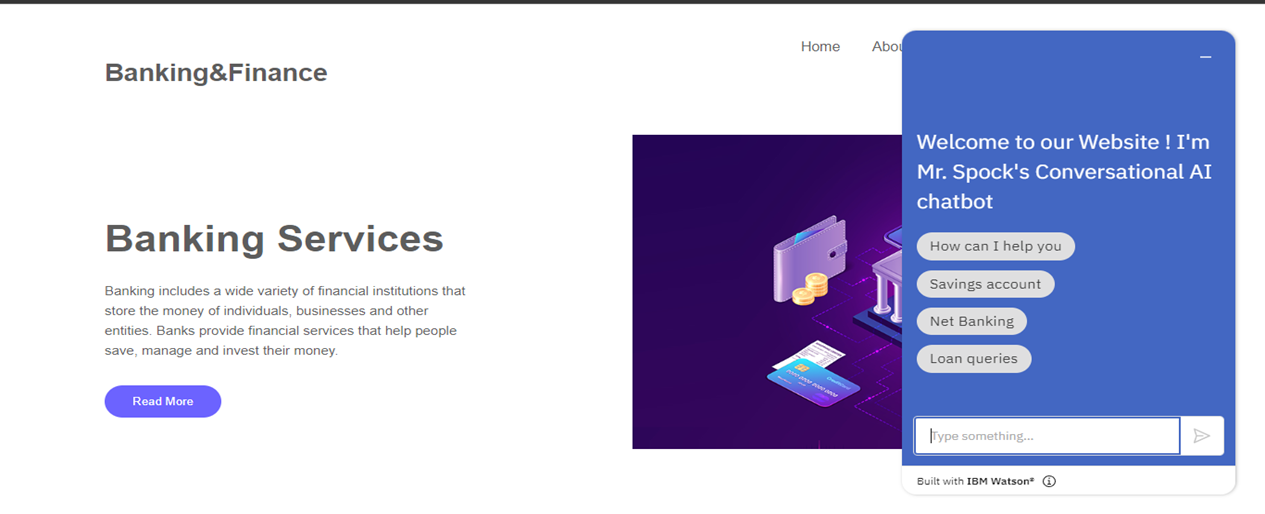 Banking&Finance
Home
Banking Services
Banking includes a wide variety of financial institutions that
store the money of individuals, businesses and other
entities. Banks provide financial services that help people
save, manage and invest their money.
Read More
Welcome to our Website ! I'm
Mr. Spock's Conversational AI
chatbot
How can I help you
Savings account
Net Banking
Loan queries
Type something...
Built with IBM Watson®